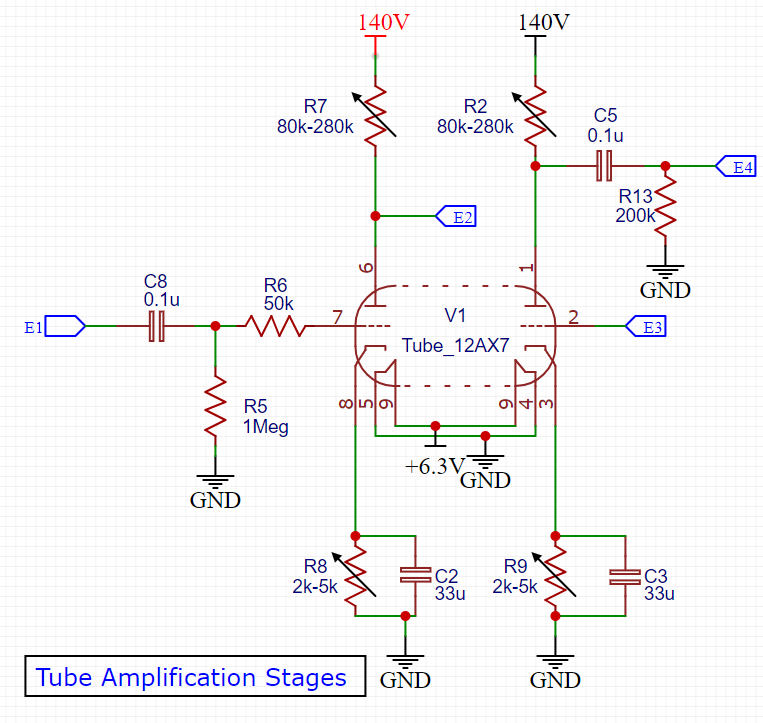 140V
140V
R7
80k-280k
R2
80k-280k
C5
0.1u
E4
R13
200k
GND
E2
6
1
C8
0.1u
R6
50k
E1
7
V1
Tube_12AX7
2
E3
8
5
9
9
4
3
R5
1Meg
GND
+6.3V
GND
R8
2k-5k
C2
33u
R9
2k-5k
C3
33u
GND
GND
Tube Amplification Stages